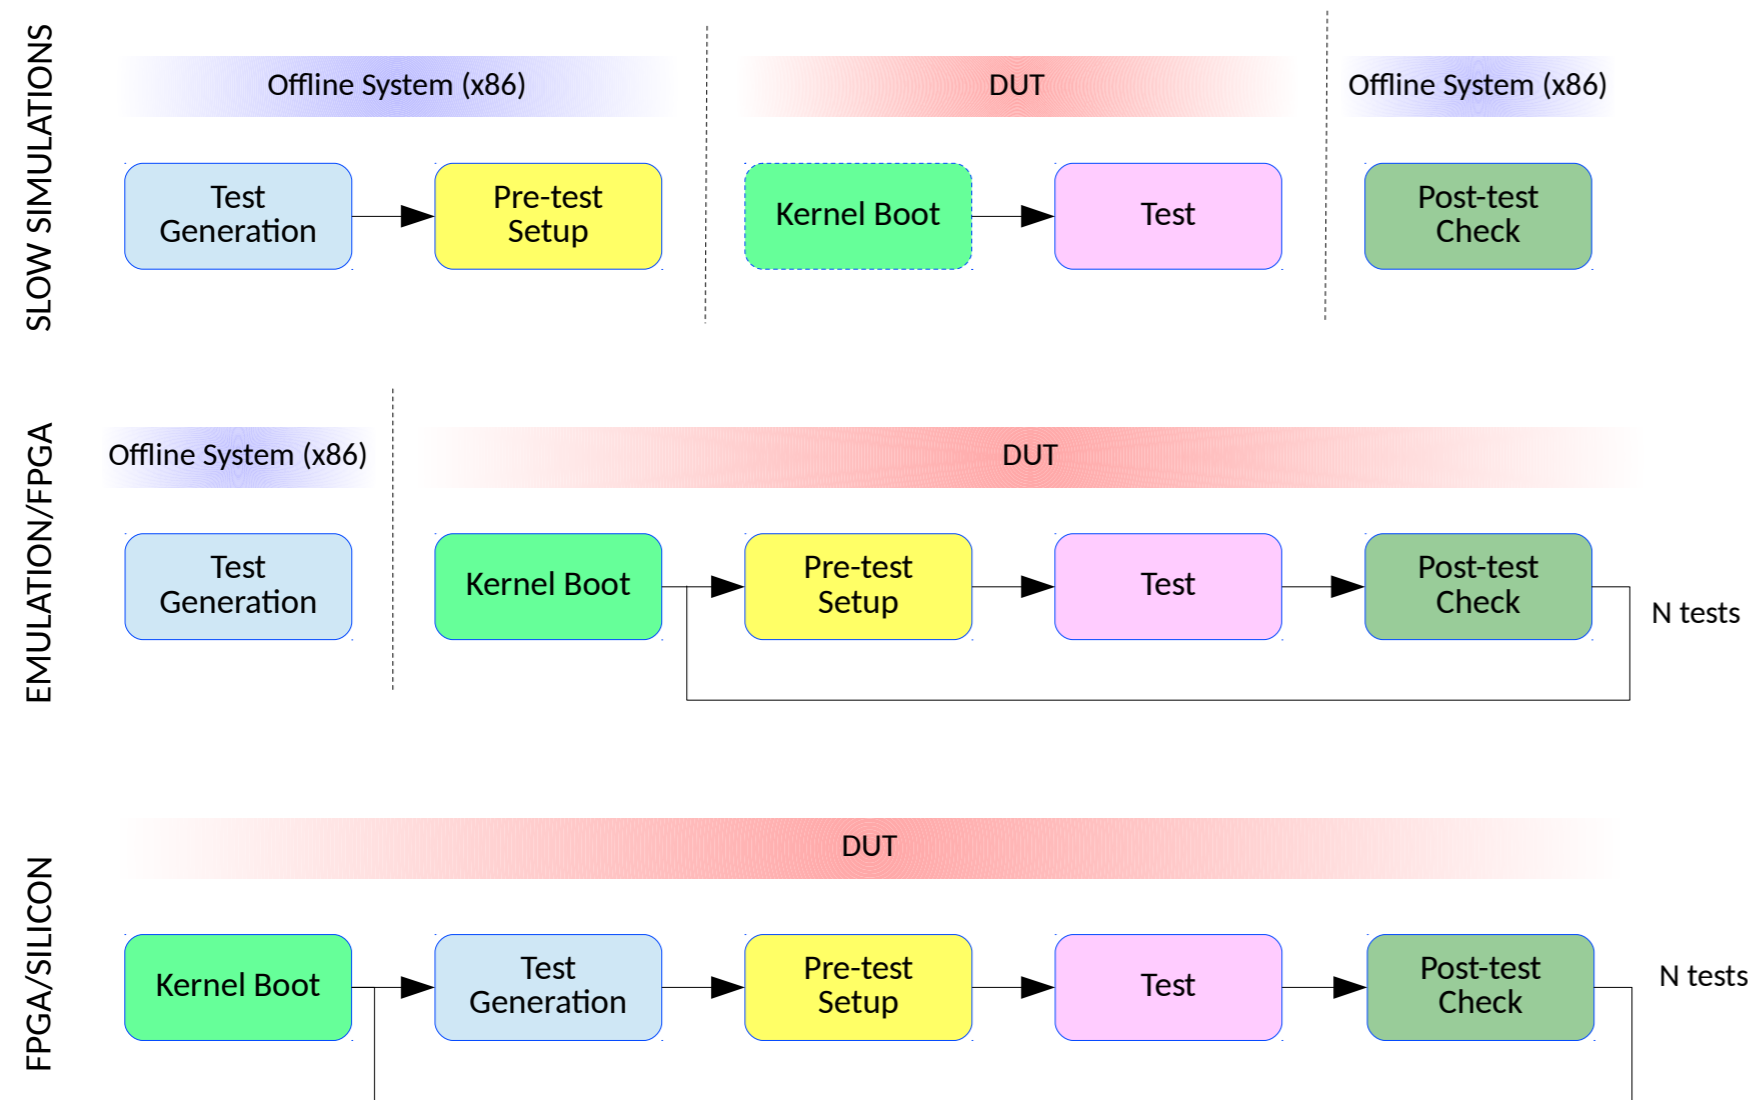 SLOW SIMULATIONS
Offline System (x86)
DUT
Offline System (x86)
Test
Generation
Pre-test
Setup
Kernel Boot
Test
Post-test
Check
EMULATION/FPGA
Offline System (x86)
DUT
Test
Generation
Kernel Boot
Pre-test
Setup
Test
Post-test
Check
N tests
FPGA/SILICON
DUT
Kernel Boot
Test
Generation
Pre-test
Setup
Test
Post-test
Check
N tests